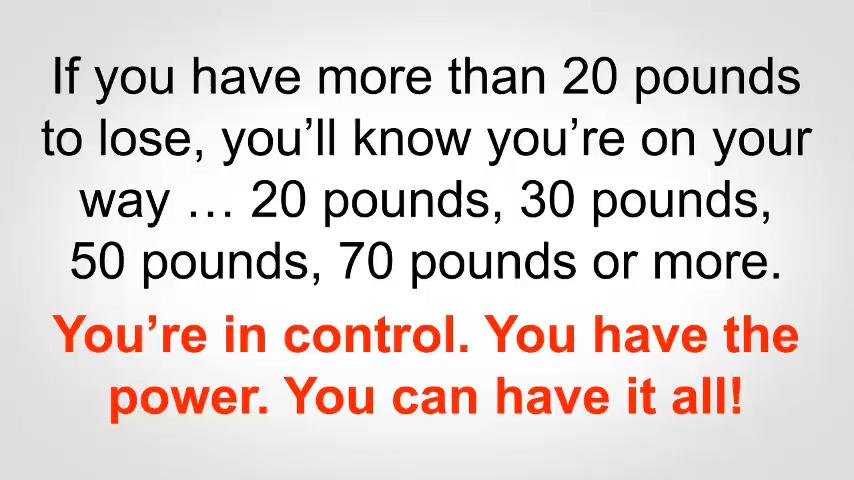 If you have more than 20 pounds
to lose, you’ll know you’re on your
way … 20 pounds, 30 pounds,
50 pounds, 70 pounds or more.
You’re in control. You have the
power. You can have it all!